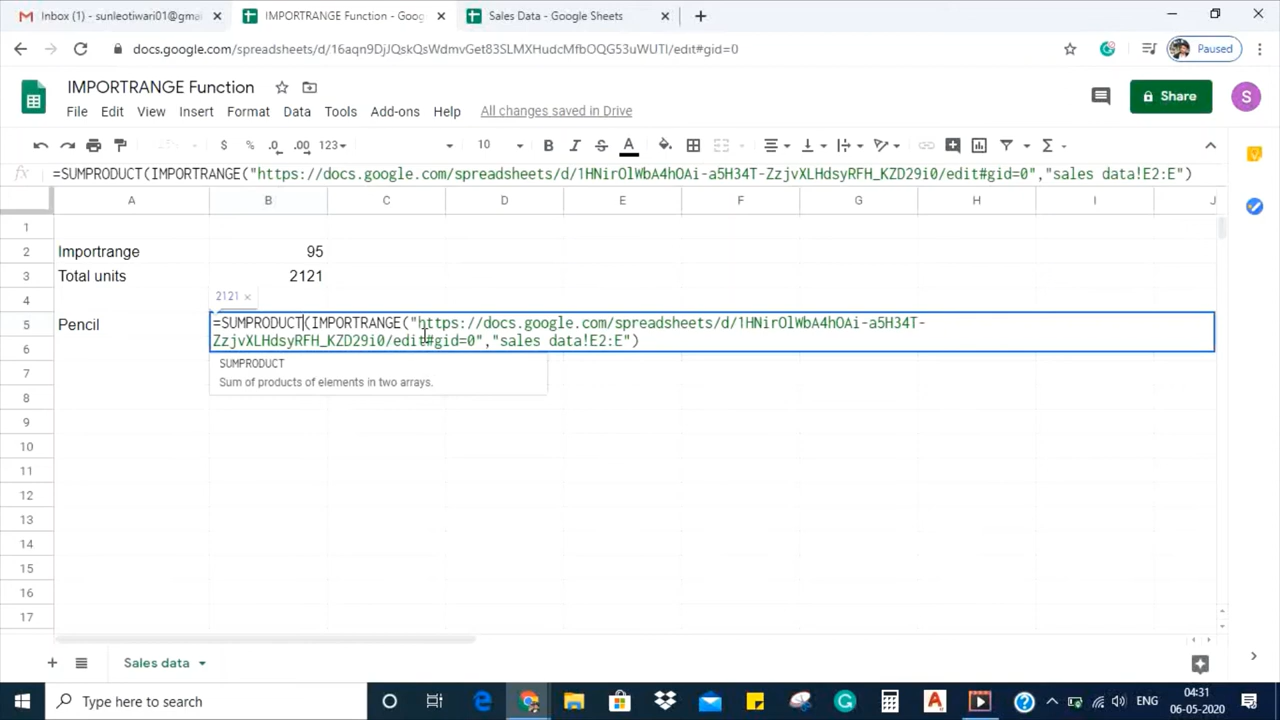 Inbox (1) - sunleotiwari01@gmai
IMPORTRANGE Function - Goog
Sales Data - Google Sheets
docs.google.com/spreadsheets/d/16aqn9DjJQskQsWdmvGet83SLMXHudcMfbOQG53uWUTI/edit#gid=0
Paused
IMPORTRANGE Function
File Edit View Insert Format Data Tools Add-ons Help All changes saved in Drive
Share
S
$ % .0 .00 123 10 B I S A
fx =SUMPRODUCT(IMPORTRANGE("https://docs.google.com/spreadsheets/d/1HNirOlWbA4hOAi-a5H34T-ZzjvXLHdsyRFH_KZD29i0/edit#gid=0","sales data!E2:E")
A B C D E F G H I J
1
2 Importrange 95
3 Total units 2121
4 2121 ×
5 Pencil =SUMPRODUCT(IMPORTRANGE("https://docs.google.com/spreadsheets/d/1HNirOlWbA4hOAi-a5H34T-
6 ZzjvXLHdsyRFH_KZD29i0/edit#gid=0","sales data!E2:E")
SUMPRODUCT
7 Sum of products of elements in two arrays.
8
9
10
11
12
13
14
15
16
17
Sales data
Type here to search
ENG
04:31
06-05-2020